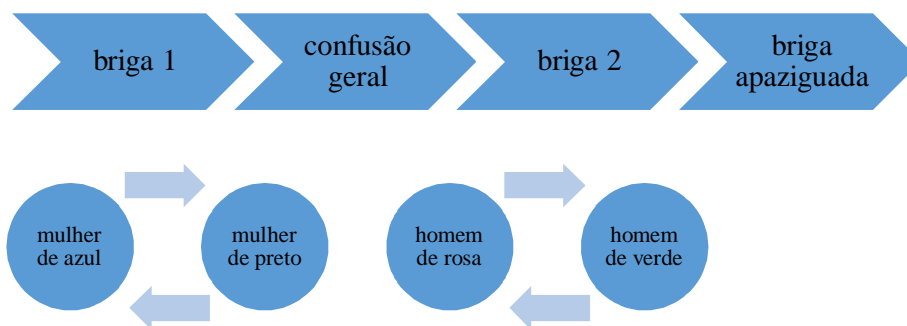 briga 1
confusão
geral
briga 2
briga
apaziguada
mulher
de azul
mulher
de preto
homem
de rosa
homem
de verde